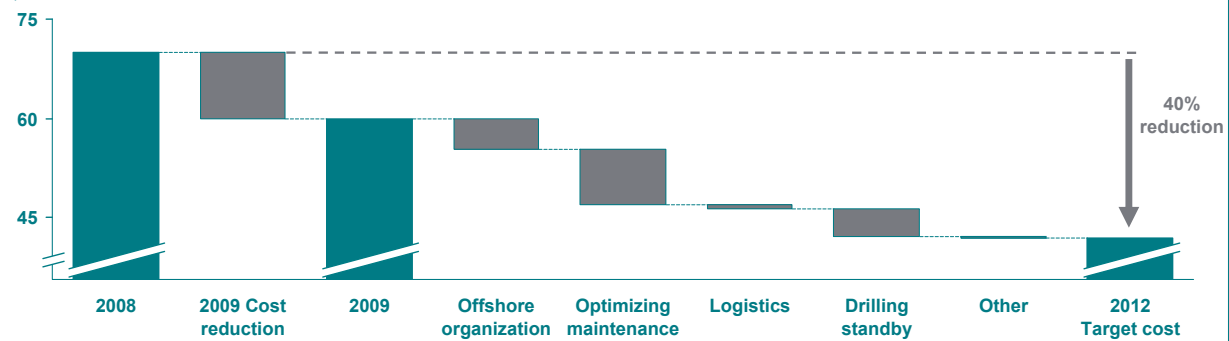 75
60
45
40%
reduction
2008
2009 Cost
reduction
2009
Offshore
organization
Optimizing
maintenance
Logistics
Drilling
standby
Other
2012
Target cost